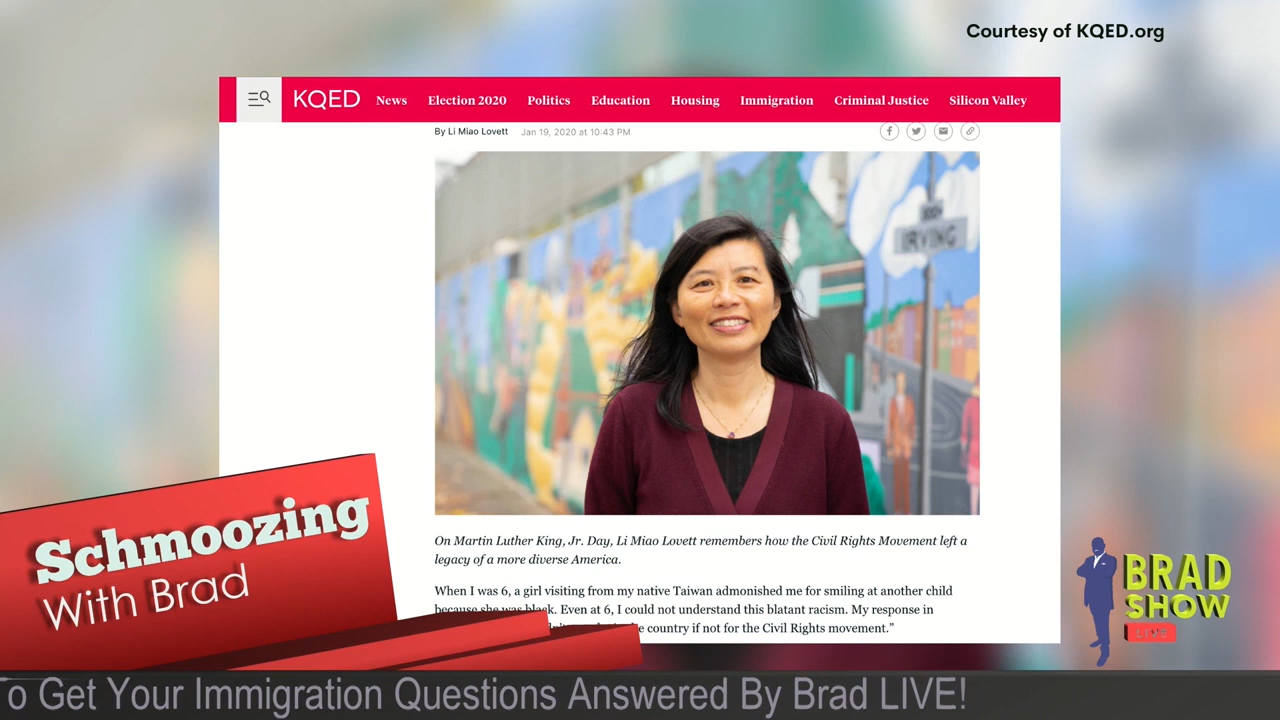 Courtesy of KQED.org
KQED News Election 2020 Politics Education Housing Immigration Criminal Justice Silicon Valley
By Li Miao Lovett Jan 19, 2020 at 10:43 PM
IRVING
On Martin Luther King, Jr. Day, Li Miao Lovett remembers how the Civil Rights Movement left a
legacy of a more diverse America.
When I was 6, a girl visiting from my native Taiwan admonished me for smiling at another child
because she was black. Even at 6, I could not understand this blatant racism. My response in
country if not for the Civil Rights movement."
Schmoozing
With Brad
BRAD
SHOW
LIVE
To Get Your Immigration Questions Answered By Brad LIVE!